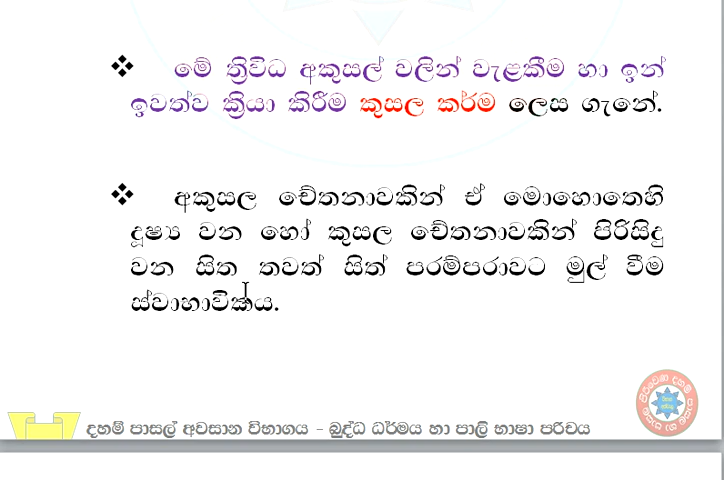 ❖ මේ ත්‍රිවිධ අකුසල් වලින් වැළකීම හා ඉන්
ඉවත්ව ක්‍රියා කිරීම කුසල කර්ම ලෙස ගැනේ.
❖ අකුසල චේතනාවකින් ඒ මොහොතෙහි
දූෂ්‍ය වන හෝ කුසල චේතනාවකින් පිරිසිදු
වන සිත තවත් සිත් පරම්පරාවට මුල් වීම
ස්වාභාවිකය.
දහම් පාසල් අවසාන විභාගය - බුද්ධ ධර්මය හා පාලි භාෂා පරිචය